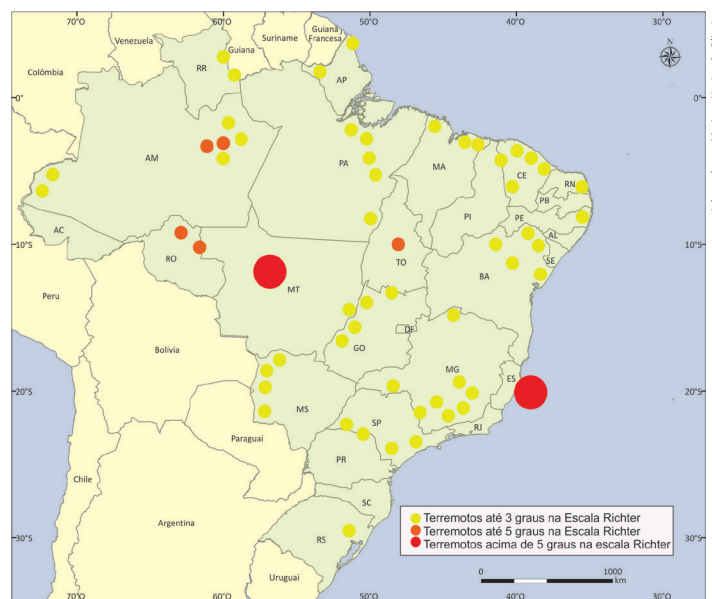 70°O
60°O
50°O
40°O
30°O
Venezuela
Guiana
Suriname
Guiana
Francesa
Colômbia
RR
AP
N
0°
0°
AM
PA
MA
CE
RN
PB
PI
PE
AL
SE
AC
10°S
10°S
RO
TO
BA
MT
Peru
DF
GO
Bolívia
MG
ES
20°S
20°S
MS
SP
RJ
Paraguai
PR
Chile
SC
Argentina
RS
30°S
30°S
Uruguai
Terremotos até 3 graus na Escala Richter
Terremotos até 5 graus na Escala Richter
Terremotos acima de 5 graus na escala Richter
0
1000
km
70°O
60°O
50°O
40°O
30°O